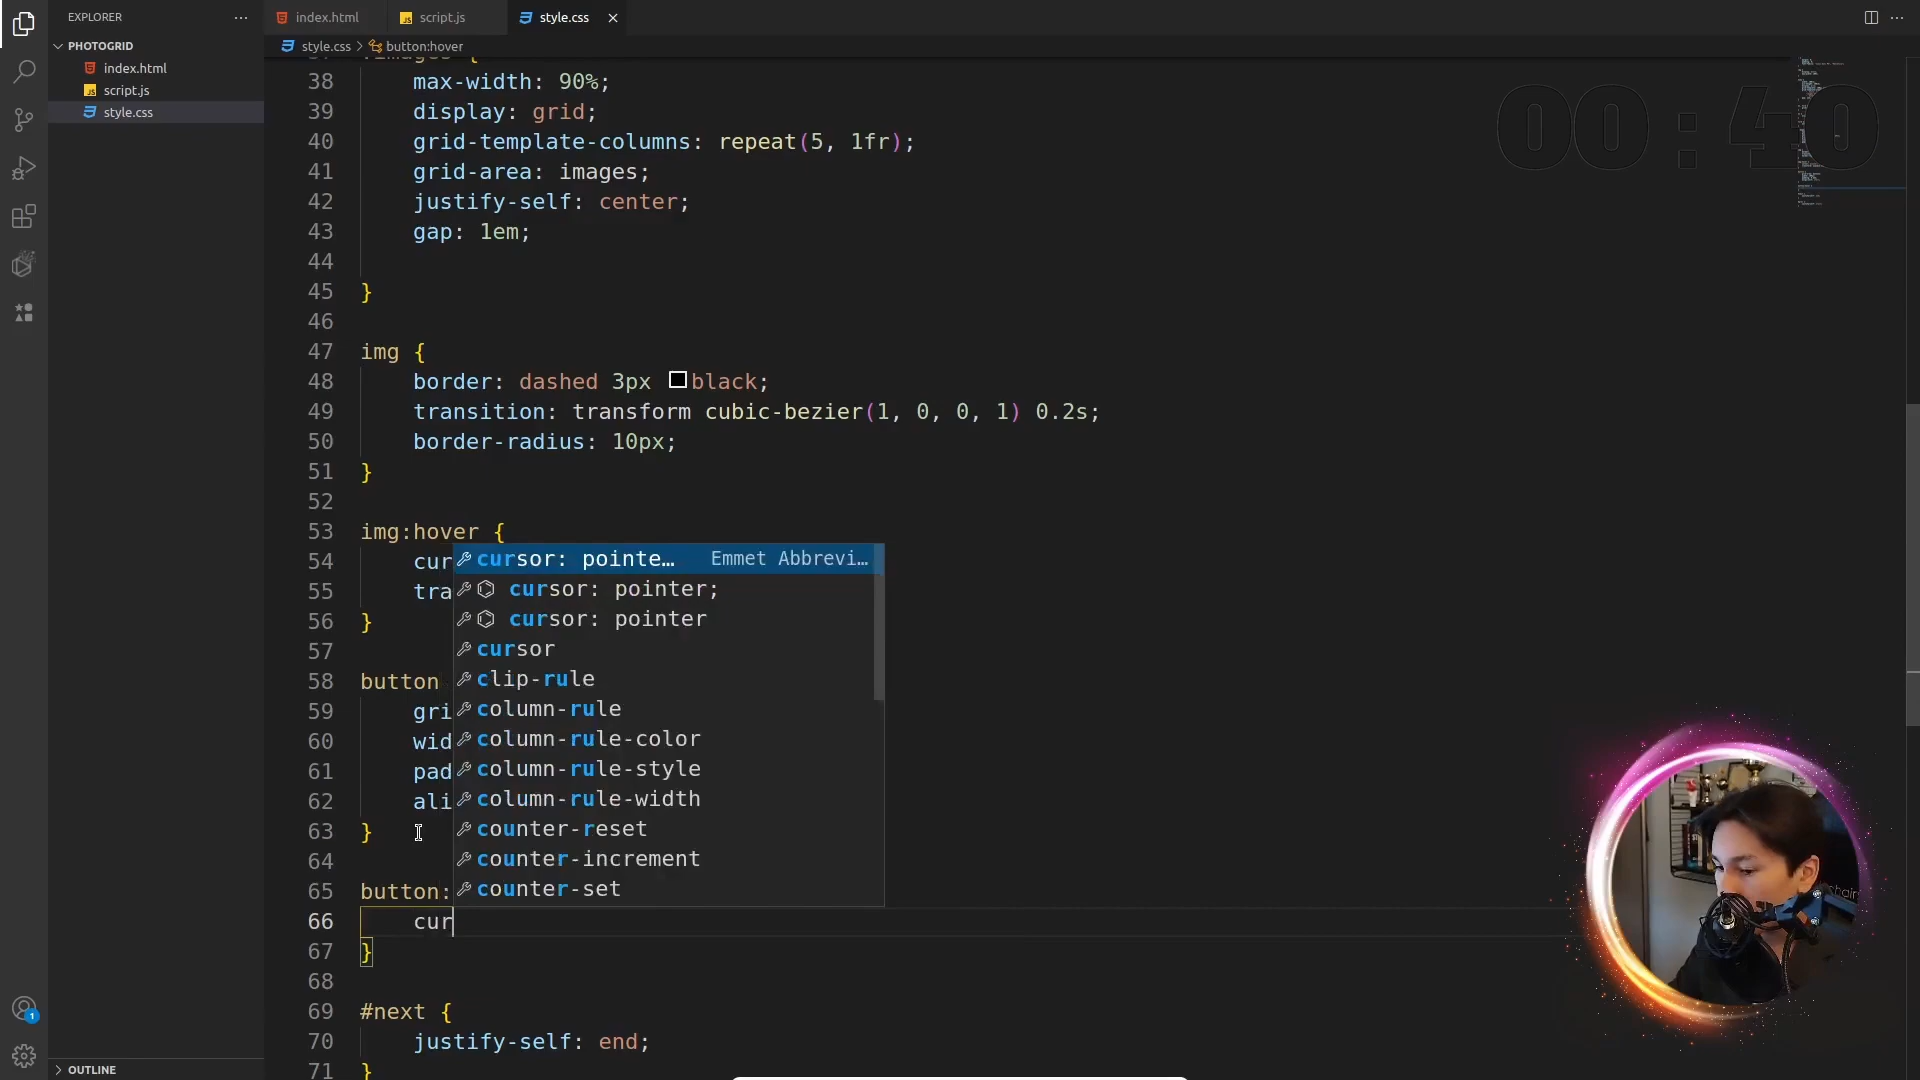 EXPLORER
PHOTOGRID
index.html
script.js
style.css
OUTLINE
1
index.html
script.js
style.css
style.css > button:hover
00:40
38 max-width: 90%;
39 display: grid;
40 grid-template-columns: repeat(5, 1fr);
41 grid-area: images;
42 justify-self: center;
43 gap: 1em;
44
45 }
46
47 img {
48 border: dashed 3px black;
49 transition: transform cubic-bezier(1, 0, 0, 1) 0.2s;
50 border-radius: 10px;
51 }
52
53 img:hover {
54 cur
55 tra
56 }
57
58 button
59 gri
60 wid
61 pad
62 ali
63 }
64
65 button:
66 cur
67 }
68
69 #next {
70 justify-self: end;
71 }
cursor: pointe… Emmet Abbrevi…
cursor: pointer;
cursor: pointer
cursor
clip-rule
column-rule
column-rule-color
column-rule-style
column-rule-width
counter-reset
counter-increment
counter-set